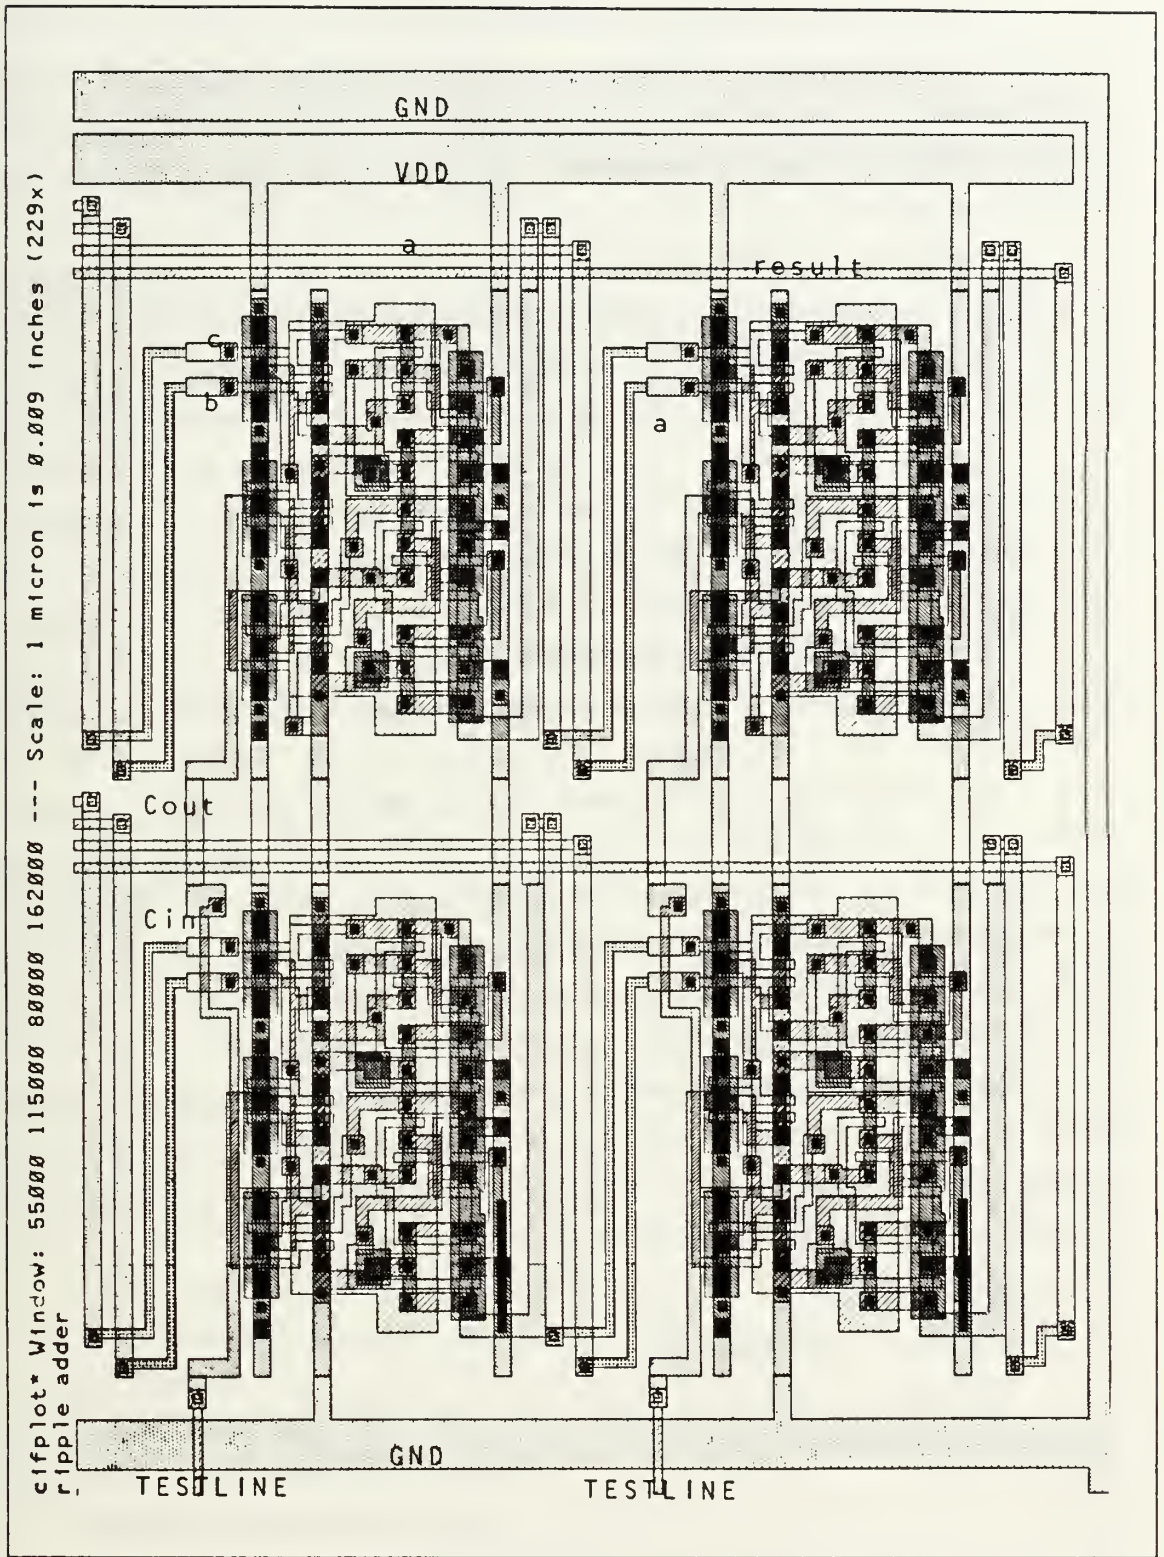 GND
VDD
a
result
c
b
a
Cout
Cin
GND
TESTLINE
TESTLINE
cifplot* Window: 55000 115000 80000 162000 --- Scale: 1 micron is 0.009 inches (229x)
ripple adder